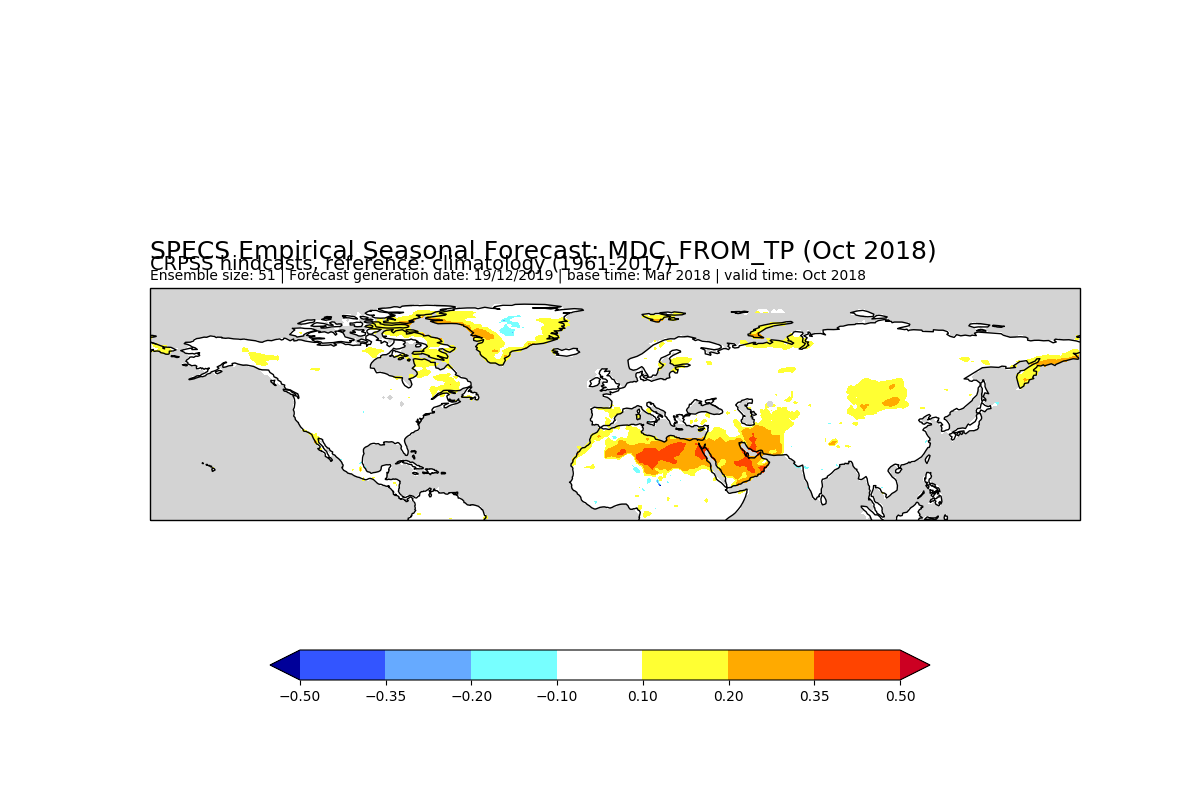 SPECS Empirical Seasonal Forecast: MDC_FROM_TP (Oct 2018)
CRPSS hindcasts, reference: climatology (1961-2017)
Ensemble size: 51 | Forecast generation date: 19/12/2019 | base time: Mar 2018 | valid time: Oct 2018
−0.50 −0.35 −0.20 −0.10 0.10 0.20 0.35 0.50